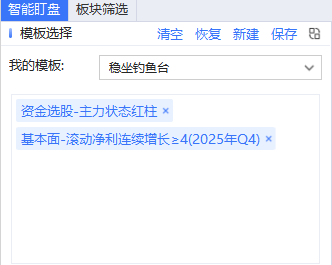 智能盯盘 板块筛选
模板选择 清空 恢复 新建 保存
我的模板: 稳坐钓鱼台
资金选股-主力状态红柱 ×
基本面-滚动净利连续增长≥4(2025年Q4) ×